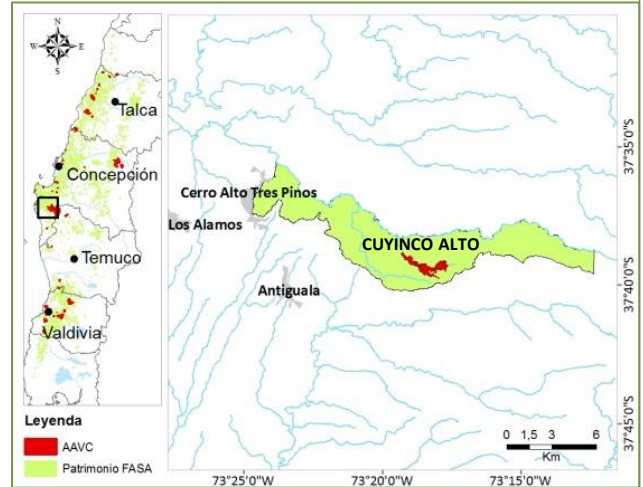 N
W E
S
Talca
Concepción
Temuco
Valdivia
Leyenda
AAVC
Patrimonio FASA
Cerro Alto Tres Pinos
Los Alamos
CUYINCO ALTO
Antiguala
37°35'0"S
37°40'0"S
37°45'0"S
0 1,5 3 6
Km
73°25'0"W 73°20'0"W 73°15'0"W